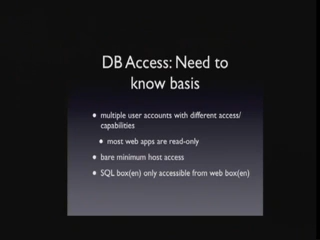 DB Access: Need to
know basis
• multiple user accounts with different access/
capabilities
• most web apps are read-only
• bare minimum host access
• SQL box(en) only accessible from web box(en)